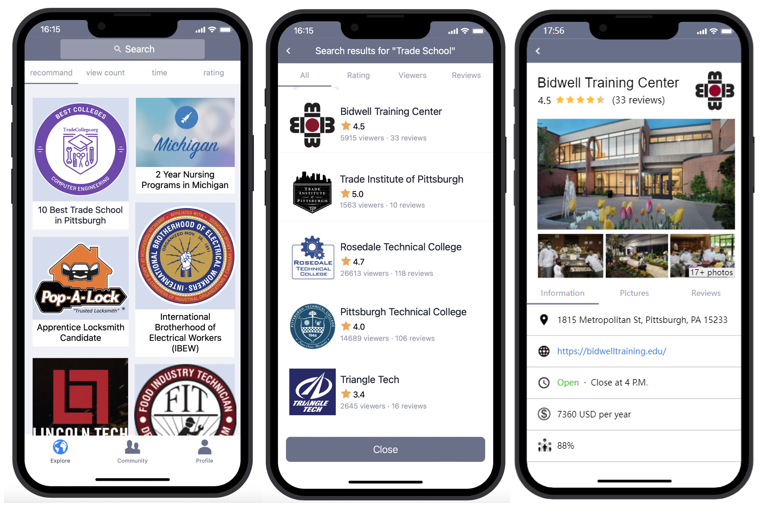 16:15
Search
recommand
view count
time
rating
BEST COLLEGES
TradeCollege.org
COMPUTER ENGINEERING
10 Best Trade School
in Pittsburgh
Michigan
2 Year Nursing
Programs in Michigan
Pop-A-Lock
"Trusted Locksmith"
Apprentice Locksmith
Candidate
INTERNATIONAL BROTHERHOOD OF ELECTRICAL WORKERS
International
Brotherhood of
Electrical Workers
(IBEW)
LINCOLN TECH
FOOD INDUSTRY TECHNICIAN
FIT
Explore
Community
Profile
16:15
Search results for "Trade School"
All
Rating
Viewers
Reviews
Bidwell Training Center
4.5
5915 viewers · 33 reviews
TRADE
INSTITUTE
OF
PITTSBURGH
TIP
Trade Institute of Pittsburgh
5.0
1563 viewers · 10 reviews
ROSEDALE
TECHNICAL
COLLEGE
Rosedale Technical College
4.7
26613 viewers · 118 reviews
Pittsburgh Technical College
4.0
14689 viewers · 106 reviews
TRIANGLE
TECH
Triangle Tech
3.4
2645 viewers · 16 reviews
Close
17:56
Bidwell Training Center
4.5
(33 reviews)
17+ photos
Information
Pictures
Reviews
1815 Metropolitan St, Pittsburgh, PA 15233
https://bidwelltraining.edu/
Open · Close at 4 P.M.
7360 USD per year
88%